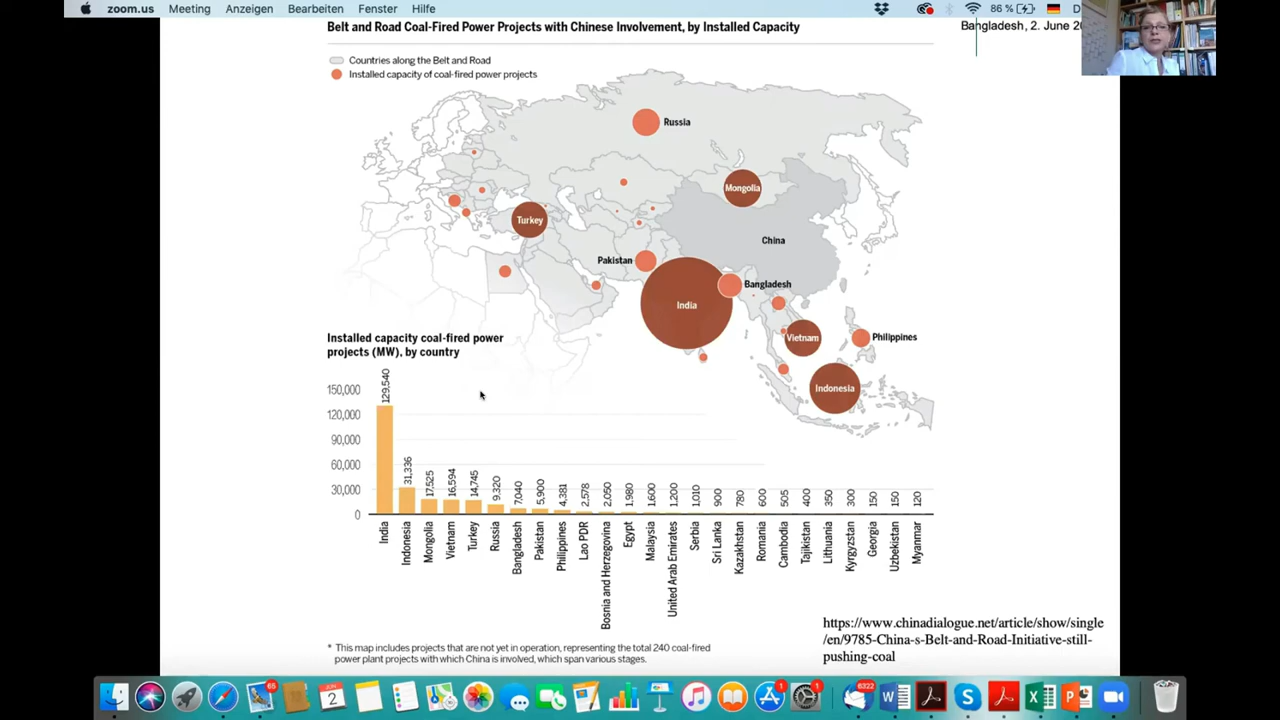 zoom.us Meeting Anzeigen Bearbeiten Fenster Hilfe 86 % D
Belt and Road Coal-Fired Power Projects with Chinese Involvement, by Installed Capacity
Bangladesh, 2. June 20
Countries along the Belt and Road
Installed capacity of coal-fired power projects
Russia
Mongolia
Turkey
China
Pakistan
Bangladesh
India
Vietnam
Philippines
Indonesia
Installed capacity coal-fired power
projects (MW), by country
150,000
120,000
90,000
60,000
30,000
0
129,540
31,336
17,525
16,594
14,745
9,320
7,040
5,900
4,381
2,578
2,050
1,980
1,600
1,200
1,010
900
780
600
505
400
350
300
150
150
120
India
Indonesia
Mongolia
Vietnam
Turkey
Russia
Bangladesh
Pakistan
Philippines
Lao PDR
Bosnia and Herzegovina
Egypt
Malaysia
United Arab Emirates
Serbia
Sri Lanka
Kazakhstan
Romania
Cambodia
Tajikistan
Lithuania
Kyrgyzstan
Georgia
Uzbekistan
Myanmar
* This map includes projects that are not yet in operation, representing the total 240 coal-fired
power plant projects with which China is involved, which span various stages.
https://www.chinadialogue.net/article/show/single
/en/9785-China-s-Belt-and-Road-Initiative-still-
pushing-coal
65
JUN
2
1
1
6322